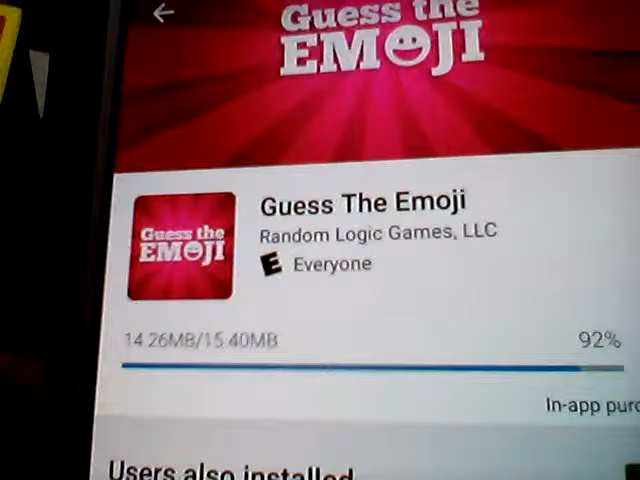 Guess the
EMOJI
Guess the
EMOJI
Guess The Emoji
Random Logic Games, LLC
E Everyone
14.26MB/15.40MB
92%
In-app purc
Users also installed